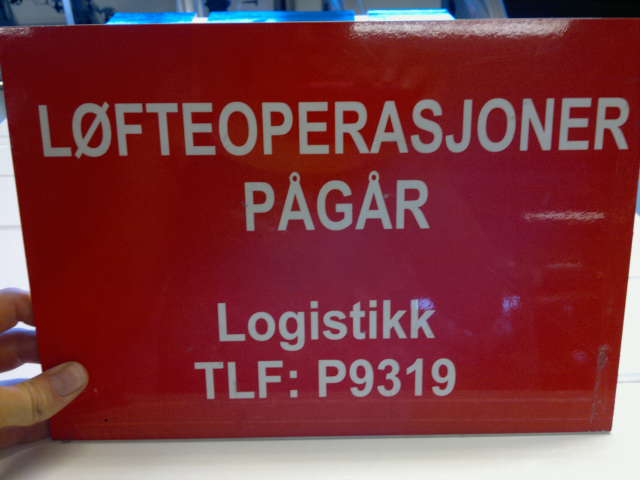 LØFTEOPERASJONER
PÅGÅR
Logistikk
TLF: P9319